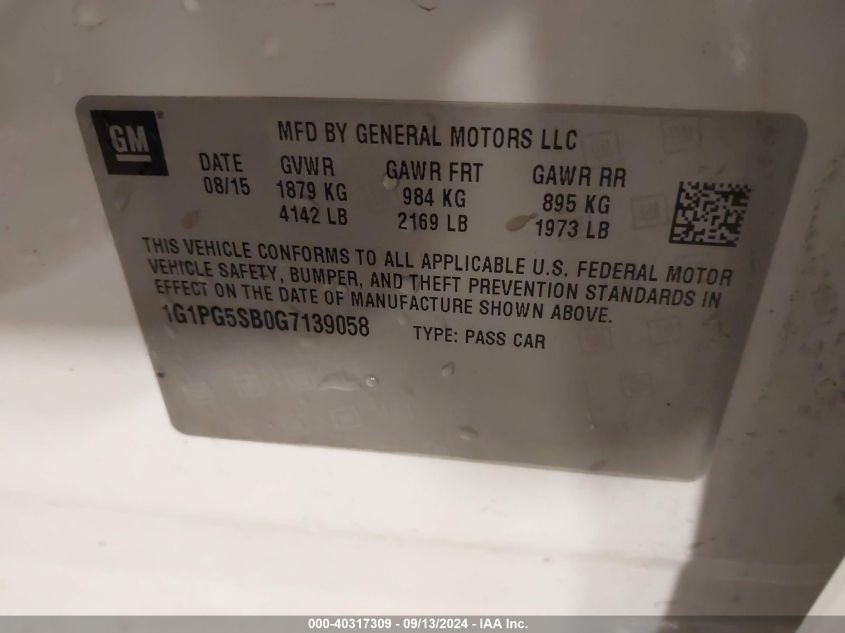 GM
MFD BY GENERAL MOTORS LLC
DATE GVWR GAWR FRT GAWR RR
08/15 1879 KG 984 KG 895 KG
4142 LB 2169 LB 1973 LB
THIS VEHICLE CONFORMS TO ALL APPLICABLE U.S. FEDERAL MOTOR
VEHICLE SAFETY, BUMPER, AND THEFT PREVENTION STANDARDS IN
EFFECT ON THE DATE OF MANUFACTURE SHOWN ABOVE.
1G1PG5SB0G7139058 TYPE: PASS CAR
000-40317309 - 09/13/2024 - IAA Inc.